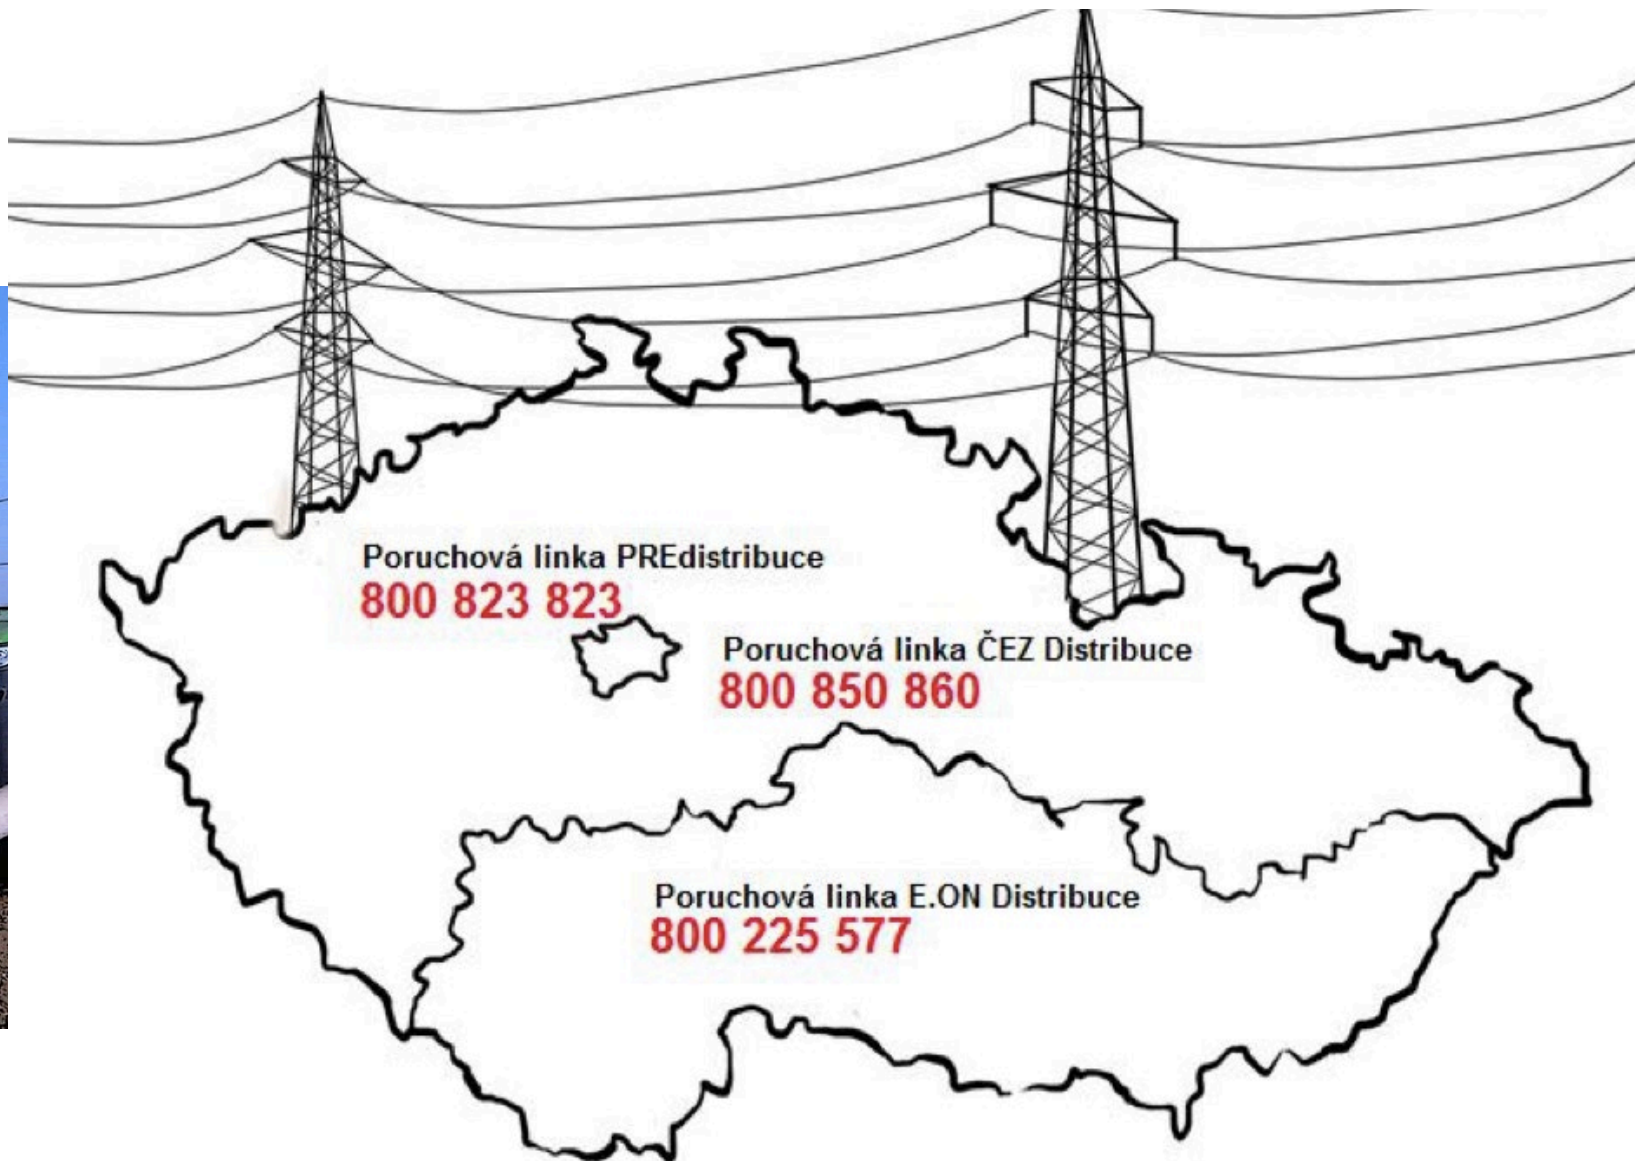 Poruchová linka PREdistribuce
800 823 823
Poruchová linka ČEZ Distribuce
800 850 860
Poruchová linka E.ON Distribuce
800 225 577